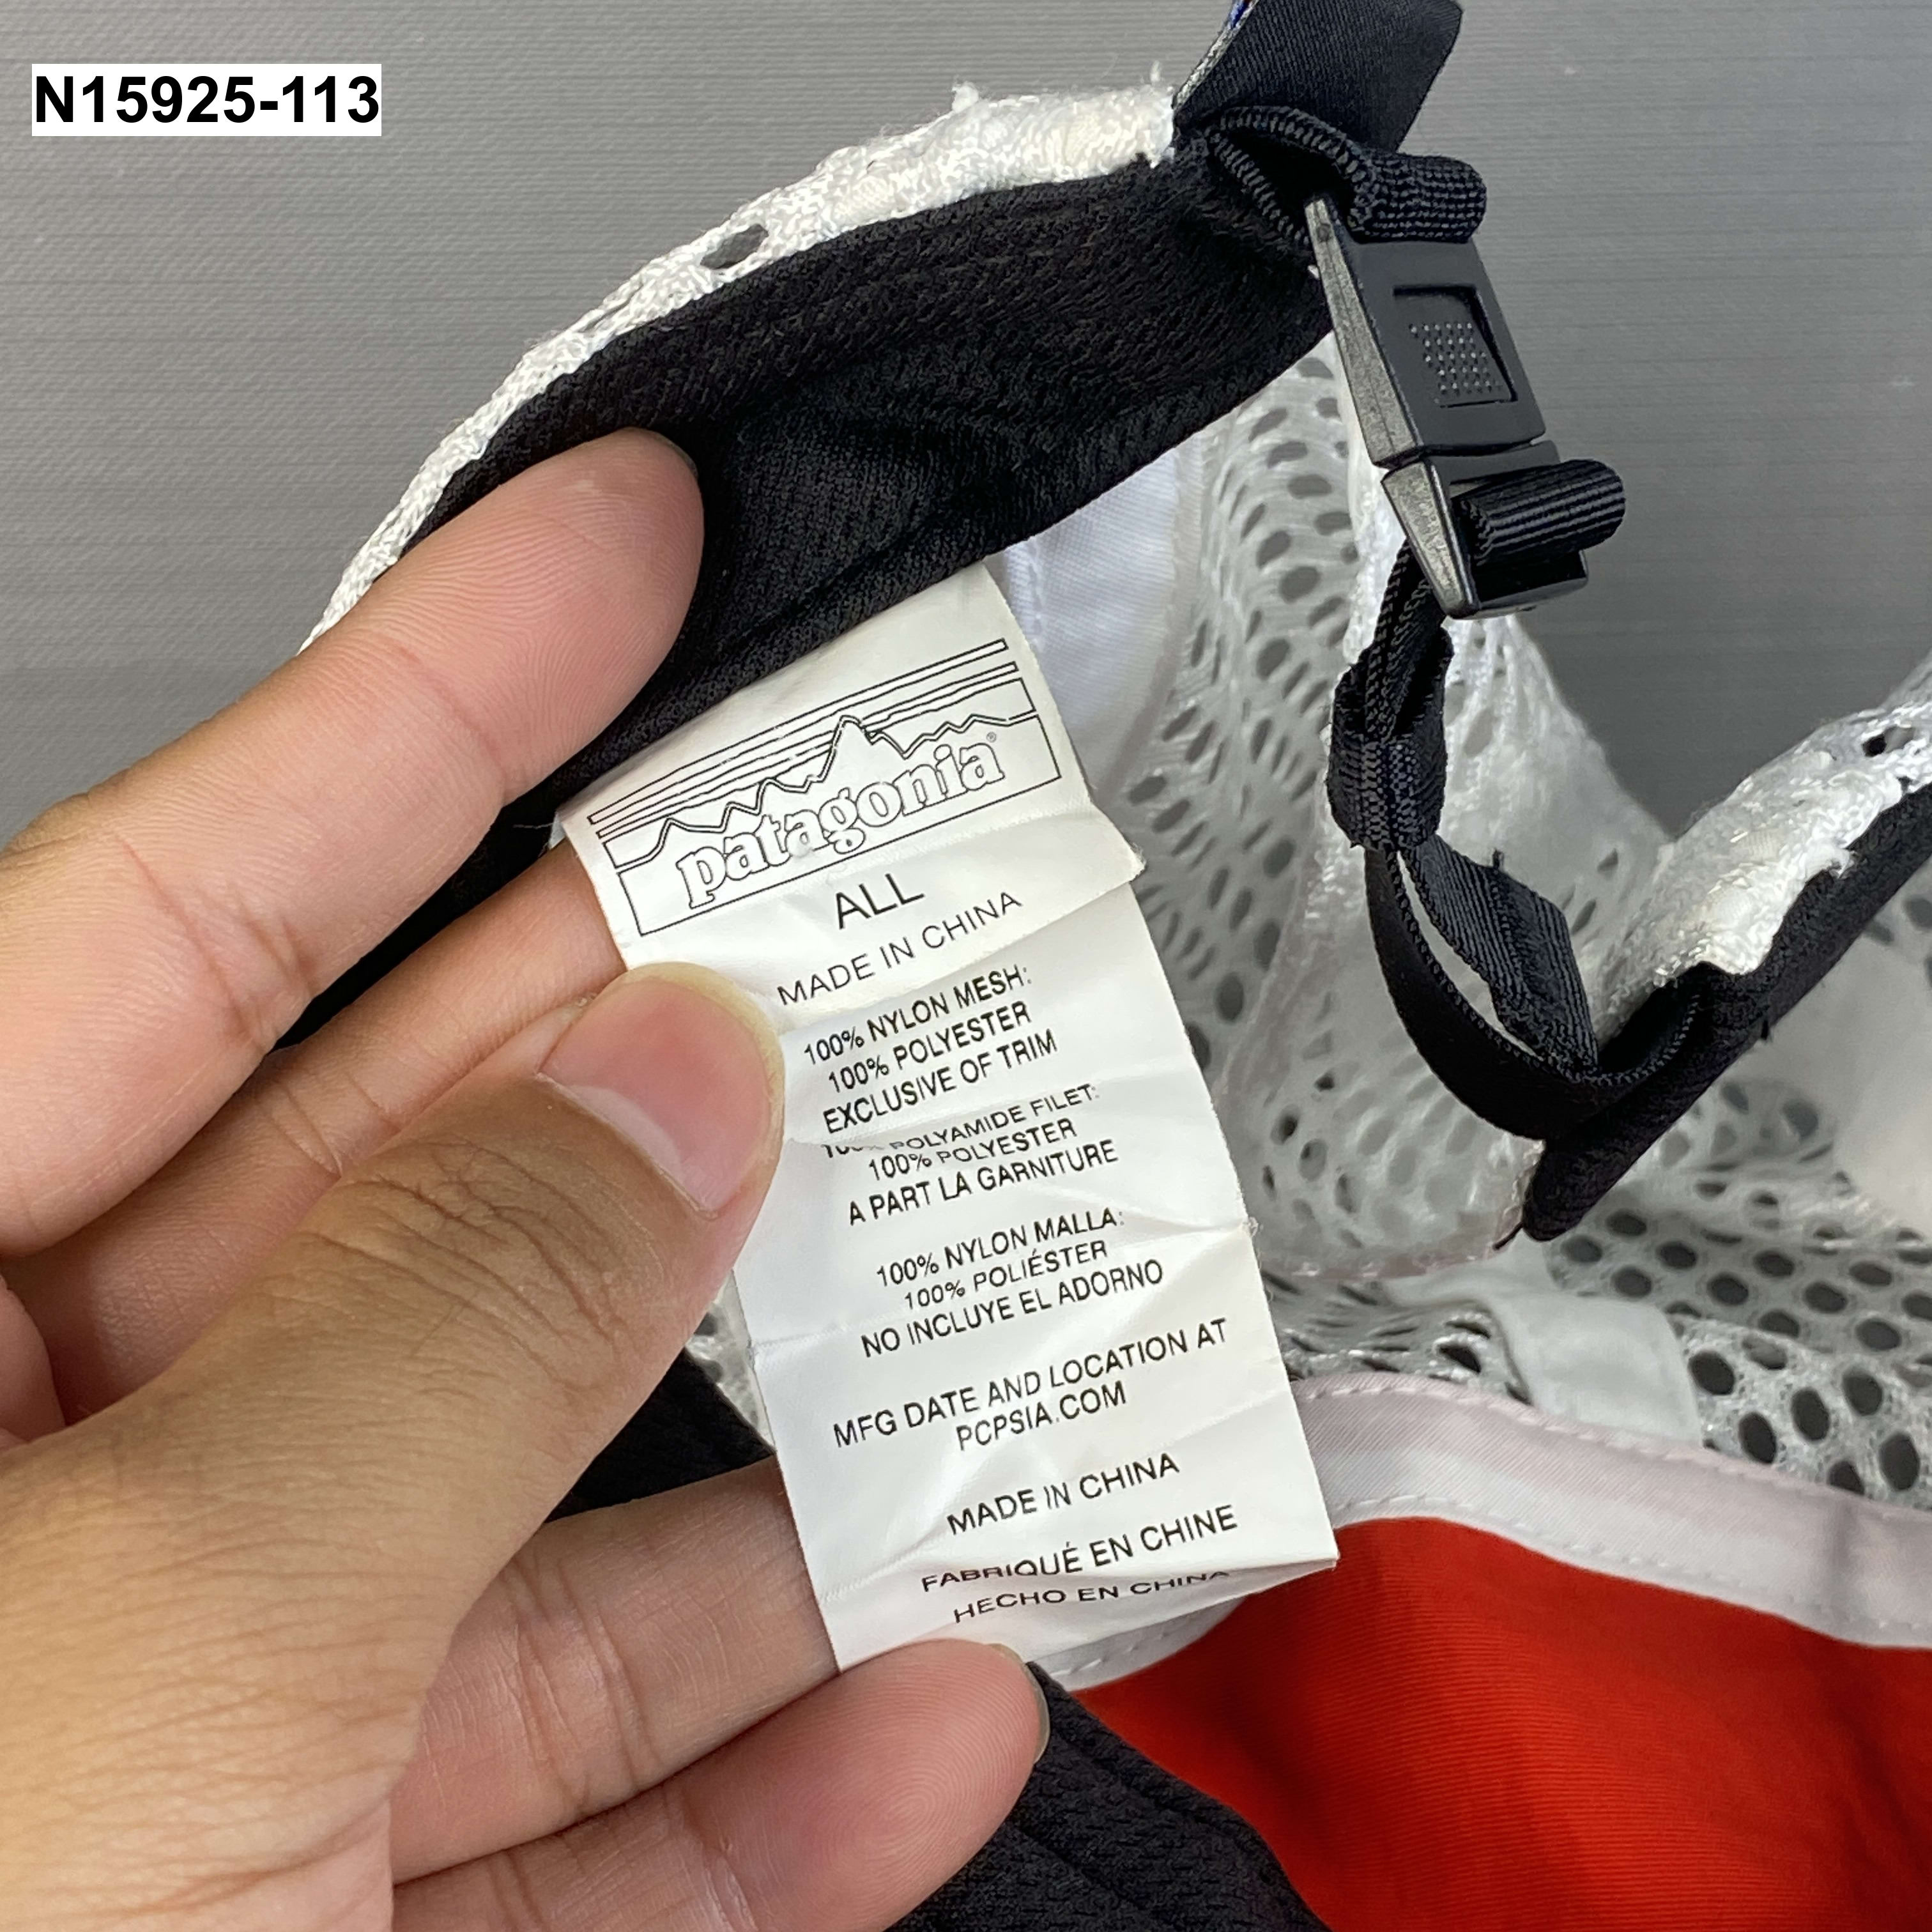 N15925-113
patagonia®
ALL
MADE IN CHINA
100% NYLON MESH:
100% POLYESTER
EXCLUSIVE OF TRIM
POLYAMIDE FILET:
100% POLYESTER
A PART LA GARNITURE
100% NYLON MALLA:
100% POLIÉSTER
NO INCLUYE EL ADORNO
MFG DATE AND LOCATION AT
PCPSIA.COM
MADE IN CHINA
FABRIQUÉ EN CHINE
HECHO EN CHINA